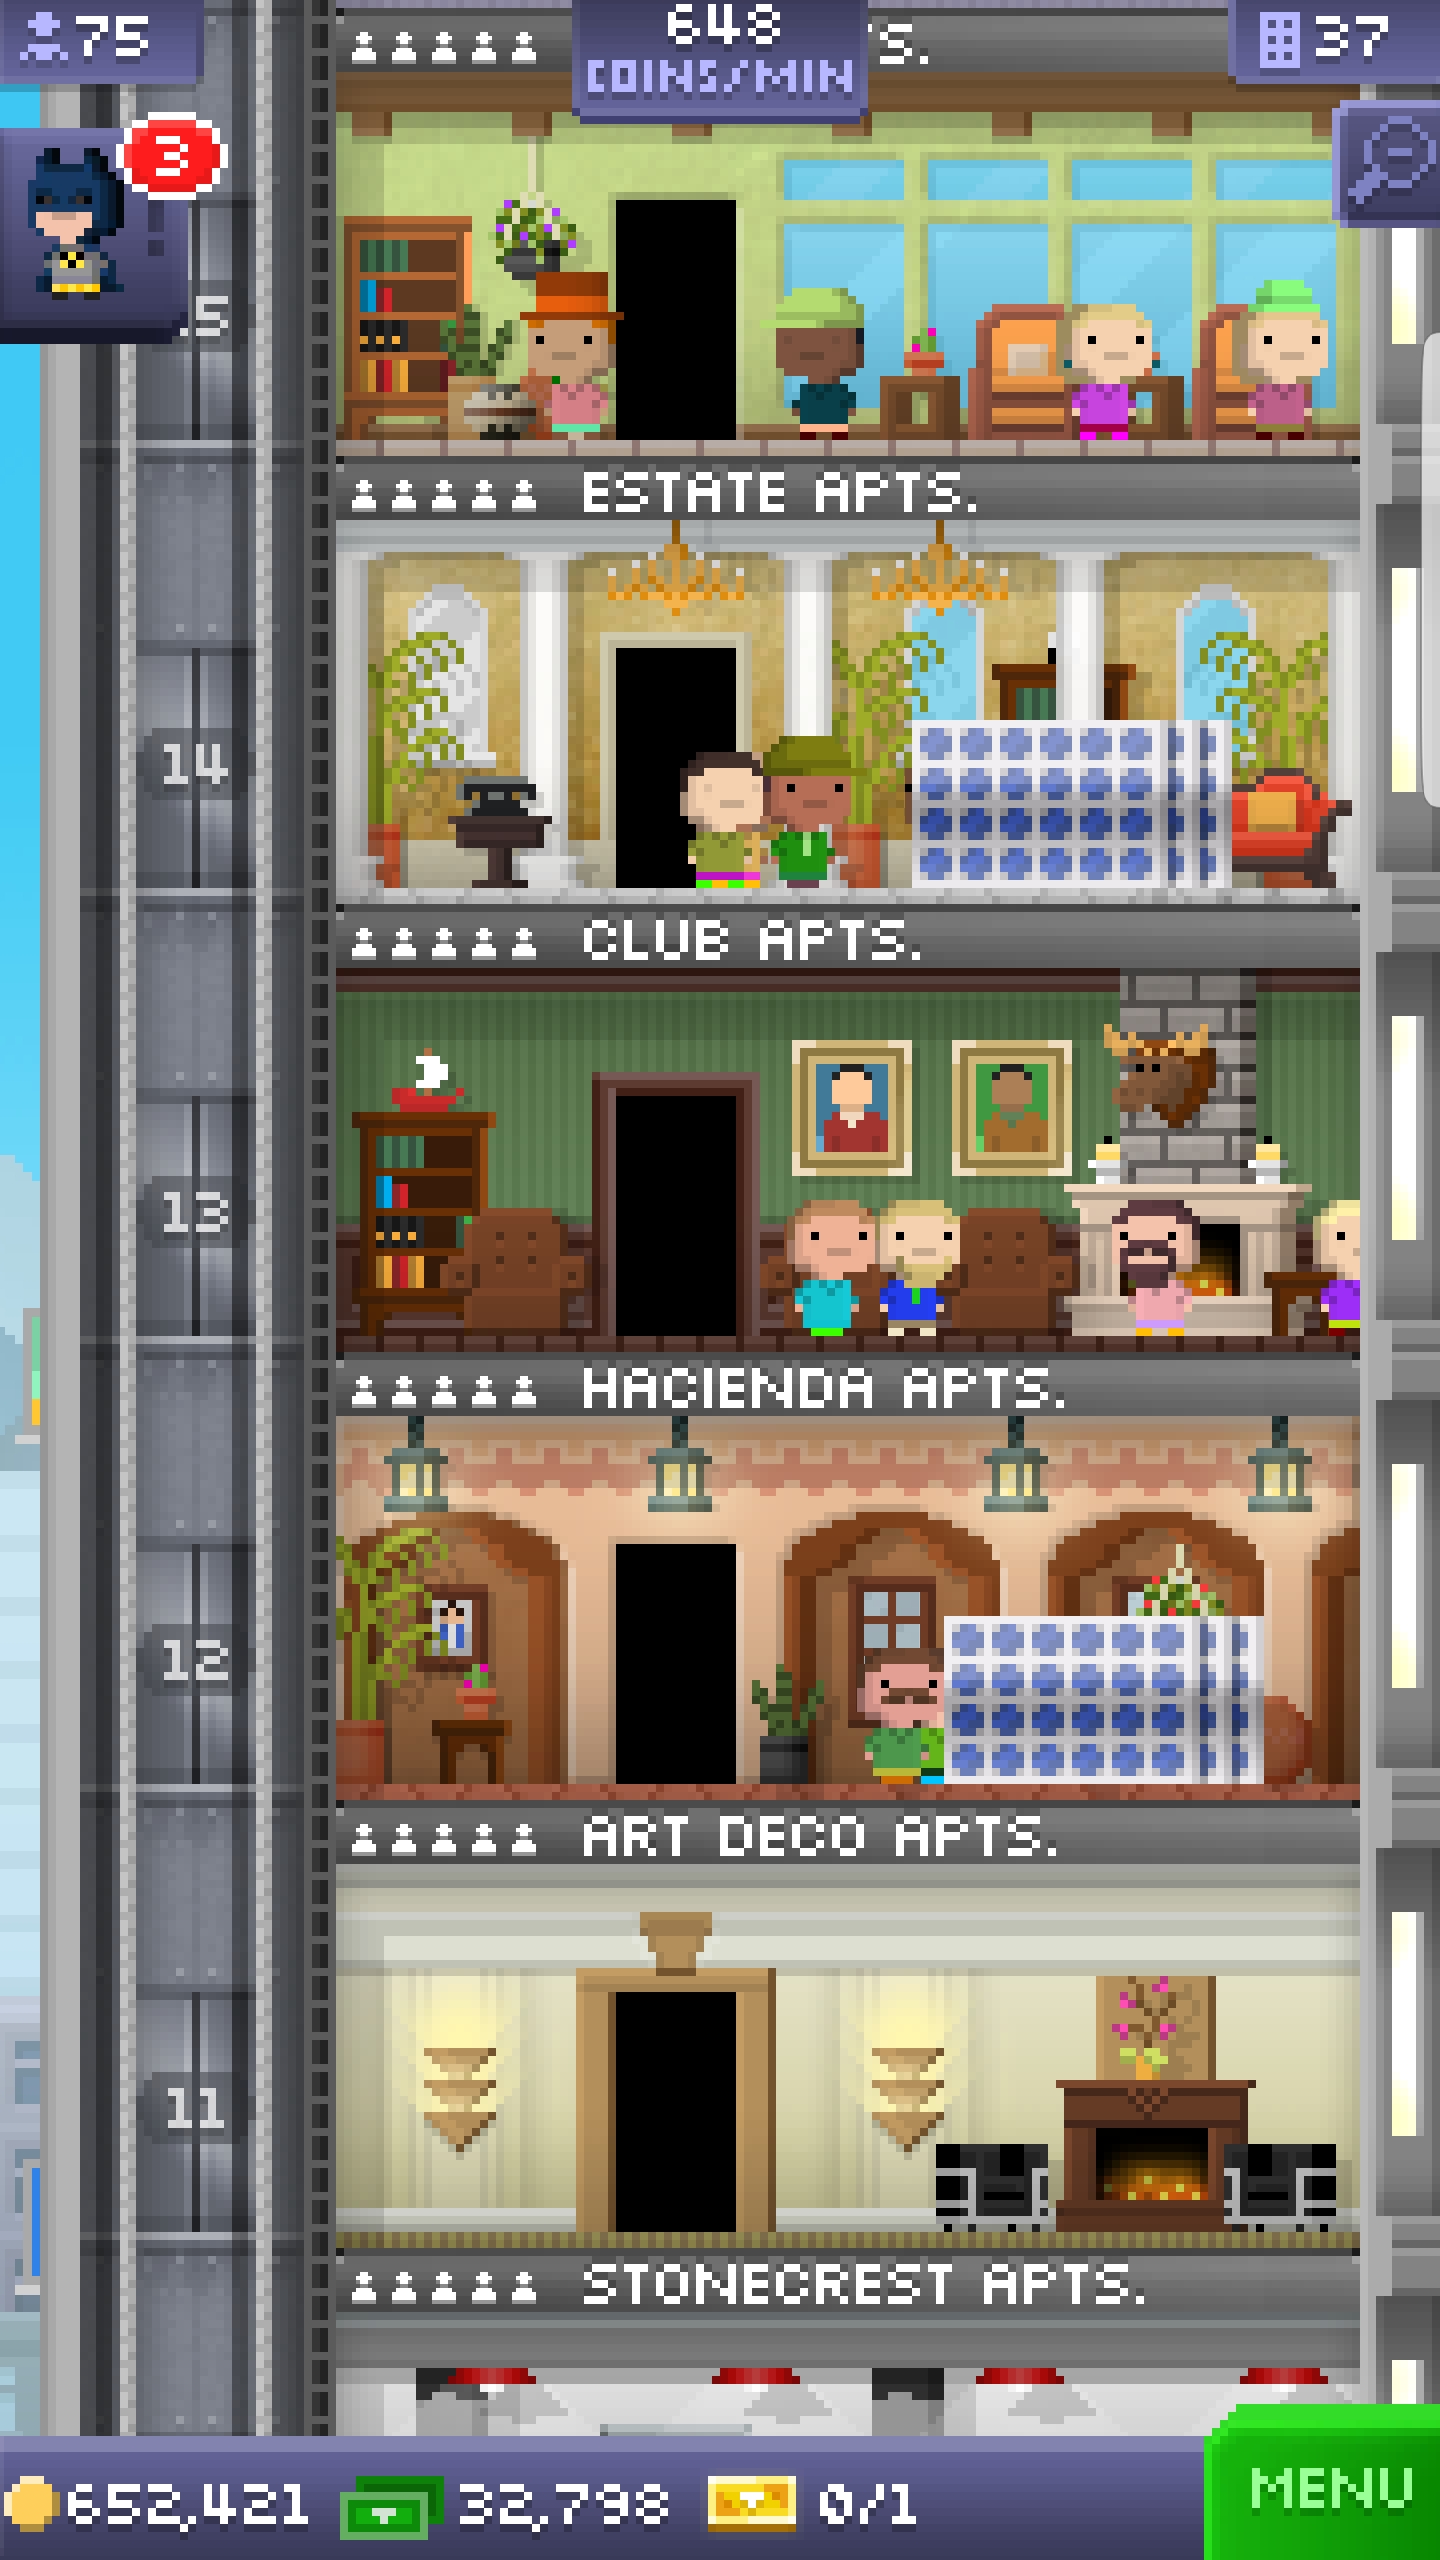 75
648
COINS/MIN
S.
37
3
.5
ESTATE APTS.
14
CLUB APTS.
13
HACIENDA APTS.
12
ART DECO APTS.
11
STONECREST APTS.
652,421
32,798
0/1
MENU